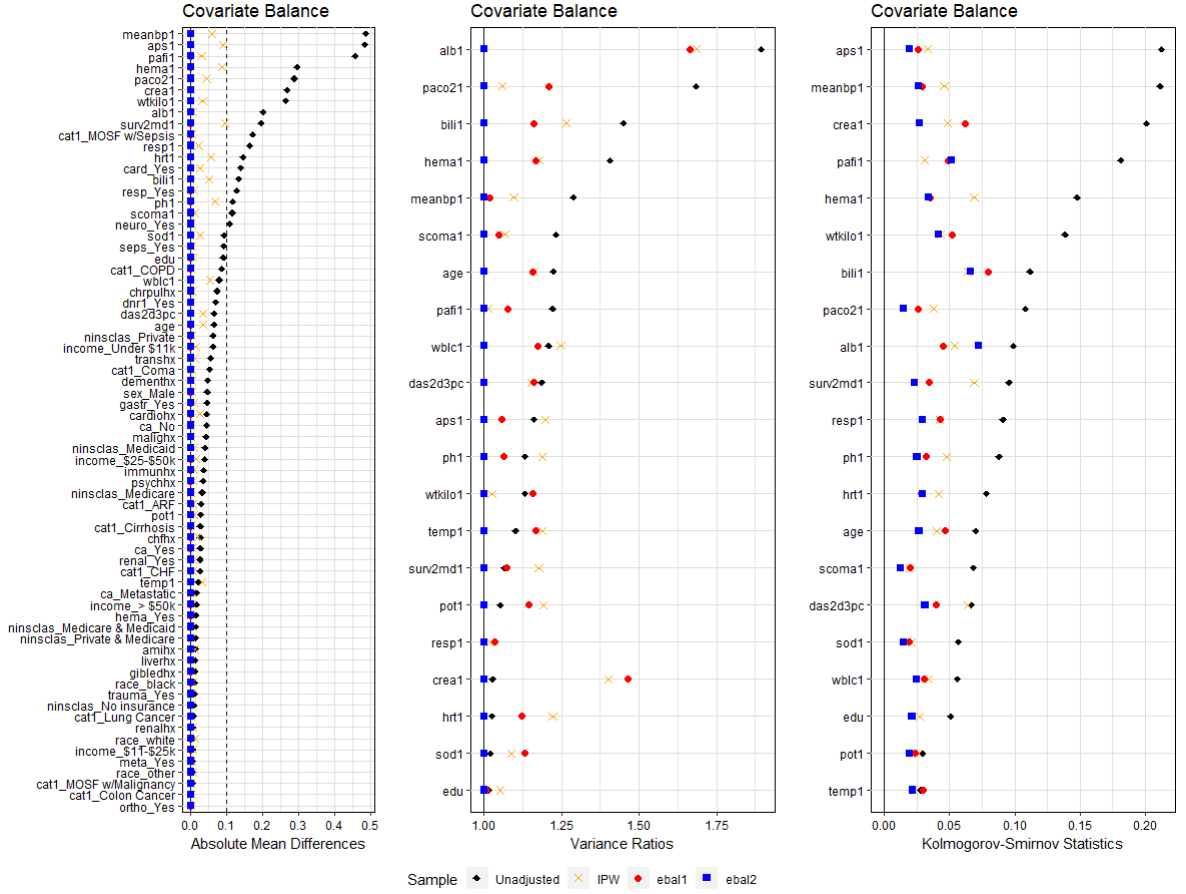 Covariate Balance
meanbp1
aps1
pafi1
hema1
paco21
crea1
wtkilo1
alb1
surv2md1
cat1_MOSF w/Sepsis
resp1
hrt1
card_Yes
bili1
resp_Yes
ph1
scoma1
neuro_Yes
sod1
seps_Yes
edu
cat1_COPD
wblc1
chrpulhx
dnr1_Yes
das2d3pc
age
ninsclas_Private
income_Under $11k
transhx
cat1_Coma
dementhx
sex_Male
gastr_Yes
cardiohx
ca_No
malighx
ninsclas_Medicaid
income_$25-$50k
immunhx
psychhx
ninsclas_Medicare
cat1_ARF
pot1
cat1_Cirrhosis
chfhx
ca_Yes
renal_Yes
cat1_CHF
temp1
ca_Metastatic
income_> $50k
hema_Yes
ninsclas_Medicare & Medicaid
ninsclas_Private & Medicare
amihx
liverhx
gibledhx
race_black
trauma_Yes
ninsclas_No insurance
cat1_Lung Cancer
renalhx
race_white
income_$11-$25k
meta_Yes
race_other
cat1_MOSF w/Malignancy
cat1_Colon Cancer
ortho_Yes
0.0 0.1 0.2 0.3 0.4 0.5
Absolute Mean Differences
Covariate Balance
alb1
paco21
bili1
hema1
meanbp1
scoma1
age
pafi1
wblc1
das2d3pc
aps1
ph1
wtkilo1
temp1
surv2md1
pot1
resp1
crea1
hrt1
sod1
edu
1.00 1.25 1.50 1.75
Variance Ratios
Covariate Balance
aps1
meanbp1
crea1
pafi1
hema1
wtkilo1
bili1
paco21
alb1
surv2md1
resp1
ph1
hrt1
age
scoma1
das2d3pc
sod1
wblc1
edu
pot1
temp1
0.00 0.05 0.10 0.15 0.20
Kolmogorov-Smirnov Statistics
Sample Unadjusted IPW ebal1 ebal2